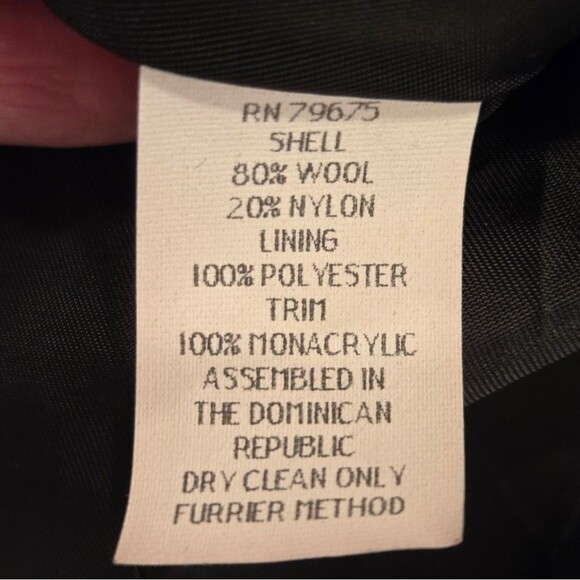 RN 79675
SHELL
80% WOOL
20% NYLON
LINING
100% POLYESTER
TRIM
100% MONACRYLIC
ASSEMBLED IN
THE DOMINICAN
REPUBLIC
DRY CLEAN ONLY
FURRIER METHOD